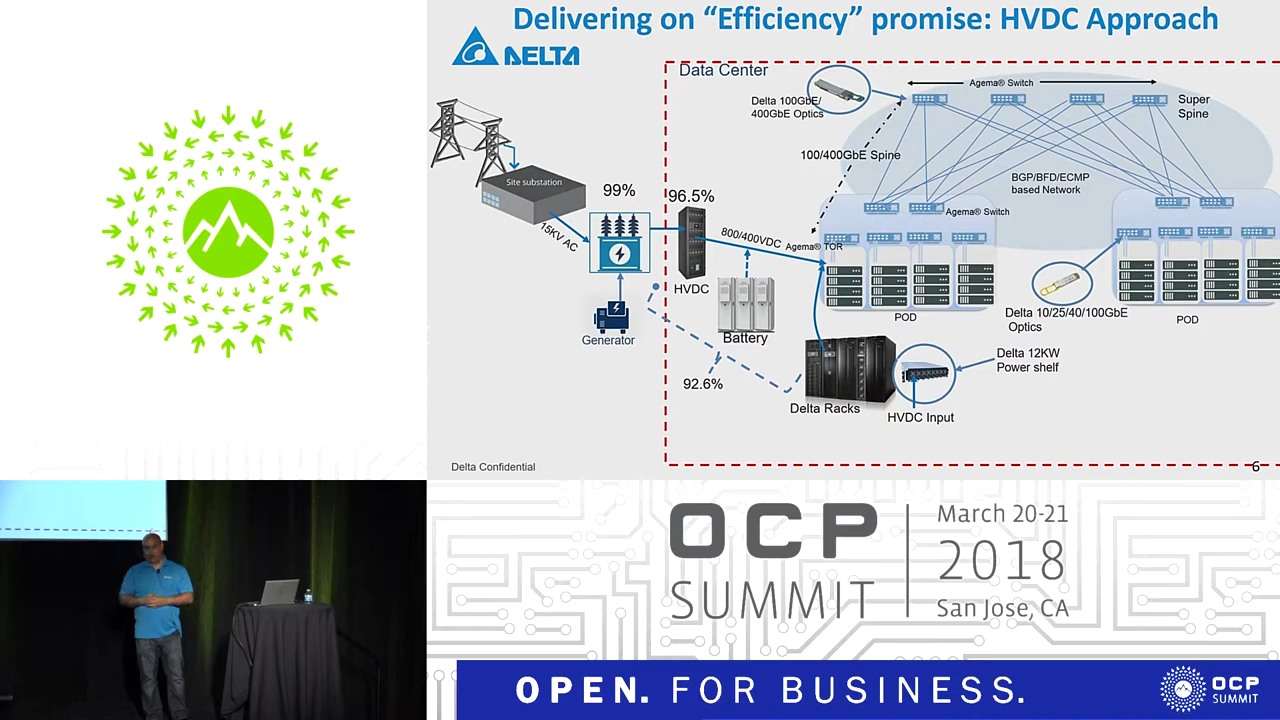 Delivering on “Efficiency” promise: HVDC Approach
DELTA
Data Center
Agema® Switch
Delta 100GbE/
400GbE Optics
Super
Spine
Site substation
100/400GbE Spine
BGP/BFD/ECMP
based Network
99%
96.5%
Agema® Switch
15KV AC
800/400VDC
Agema® TOR
HVDC
Generator
Battery
POD
Delta 10/25/40/100GbE
Optics
POD
92.6%
Delta 12KW
Power shelf
Delta Racks
HVDC Input
Delta Confidential
6
OCP
SUMMIT
March 20-21
2018
San Jose, CA
OPEN. FOR BUSINESS.
OCP
SUMMIT